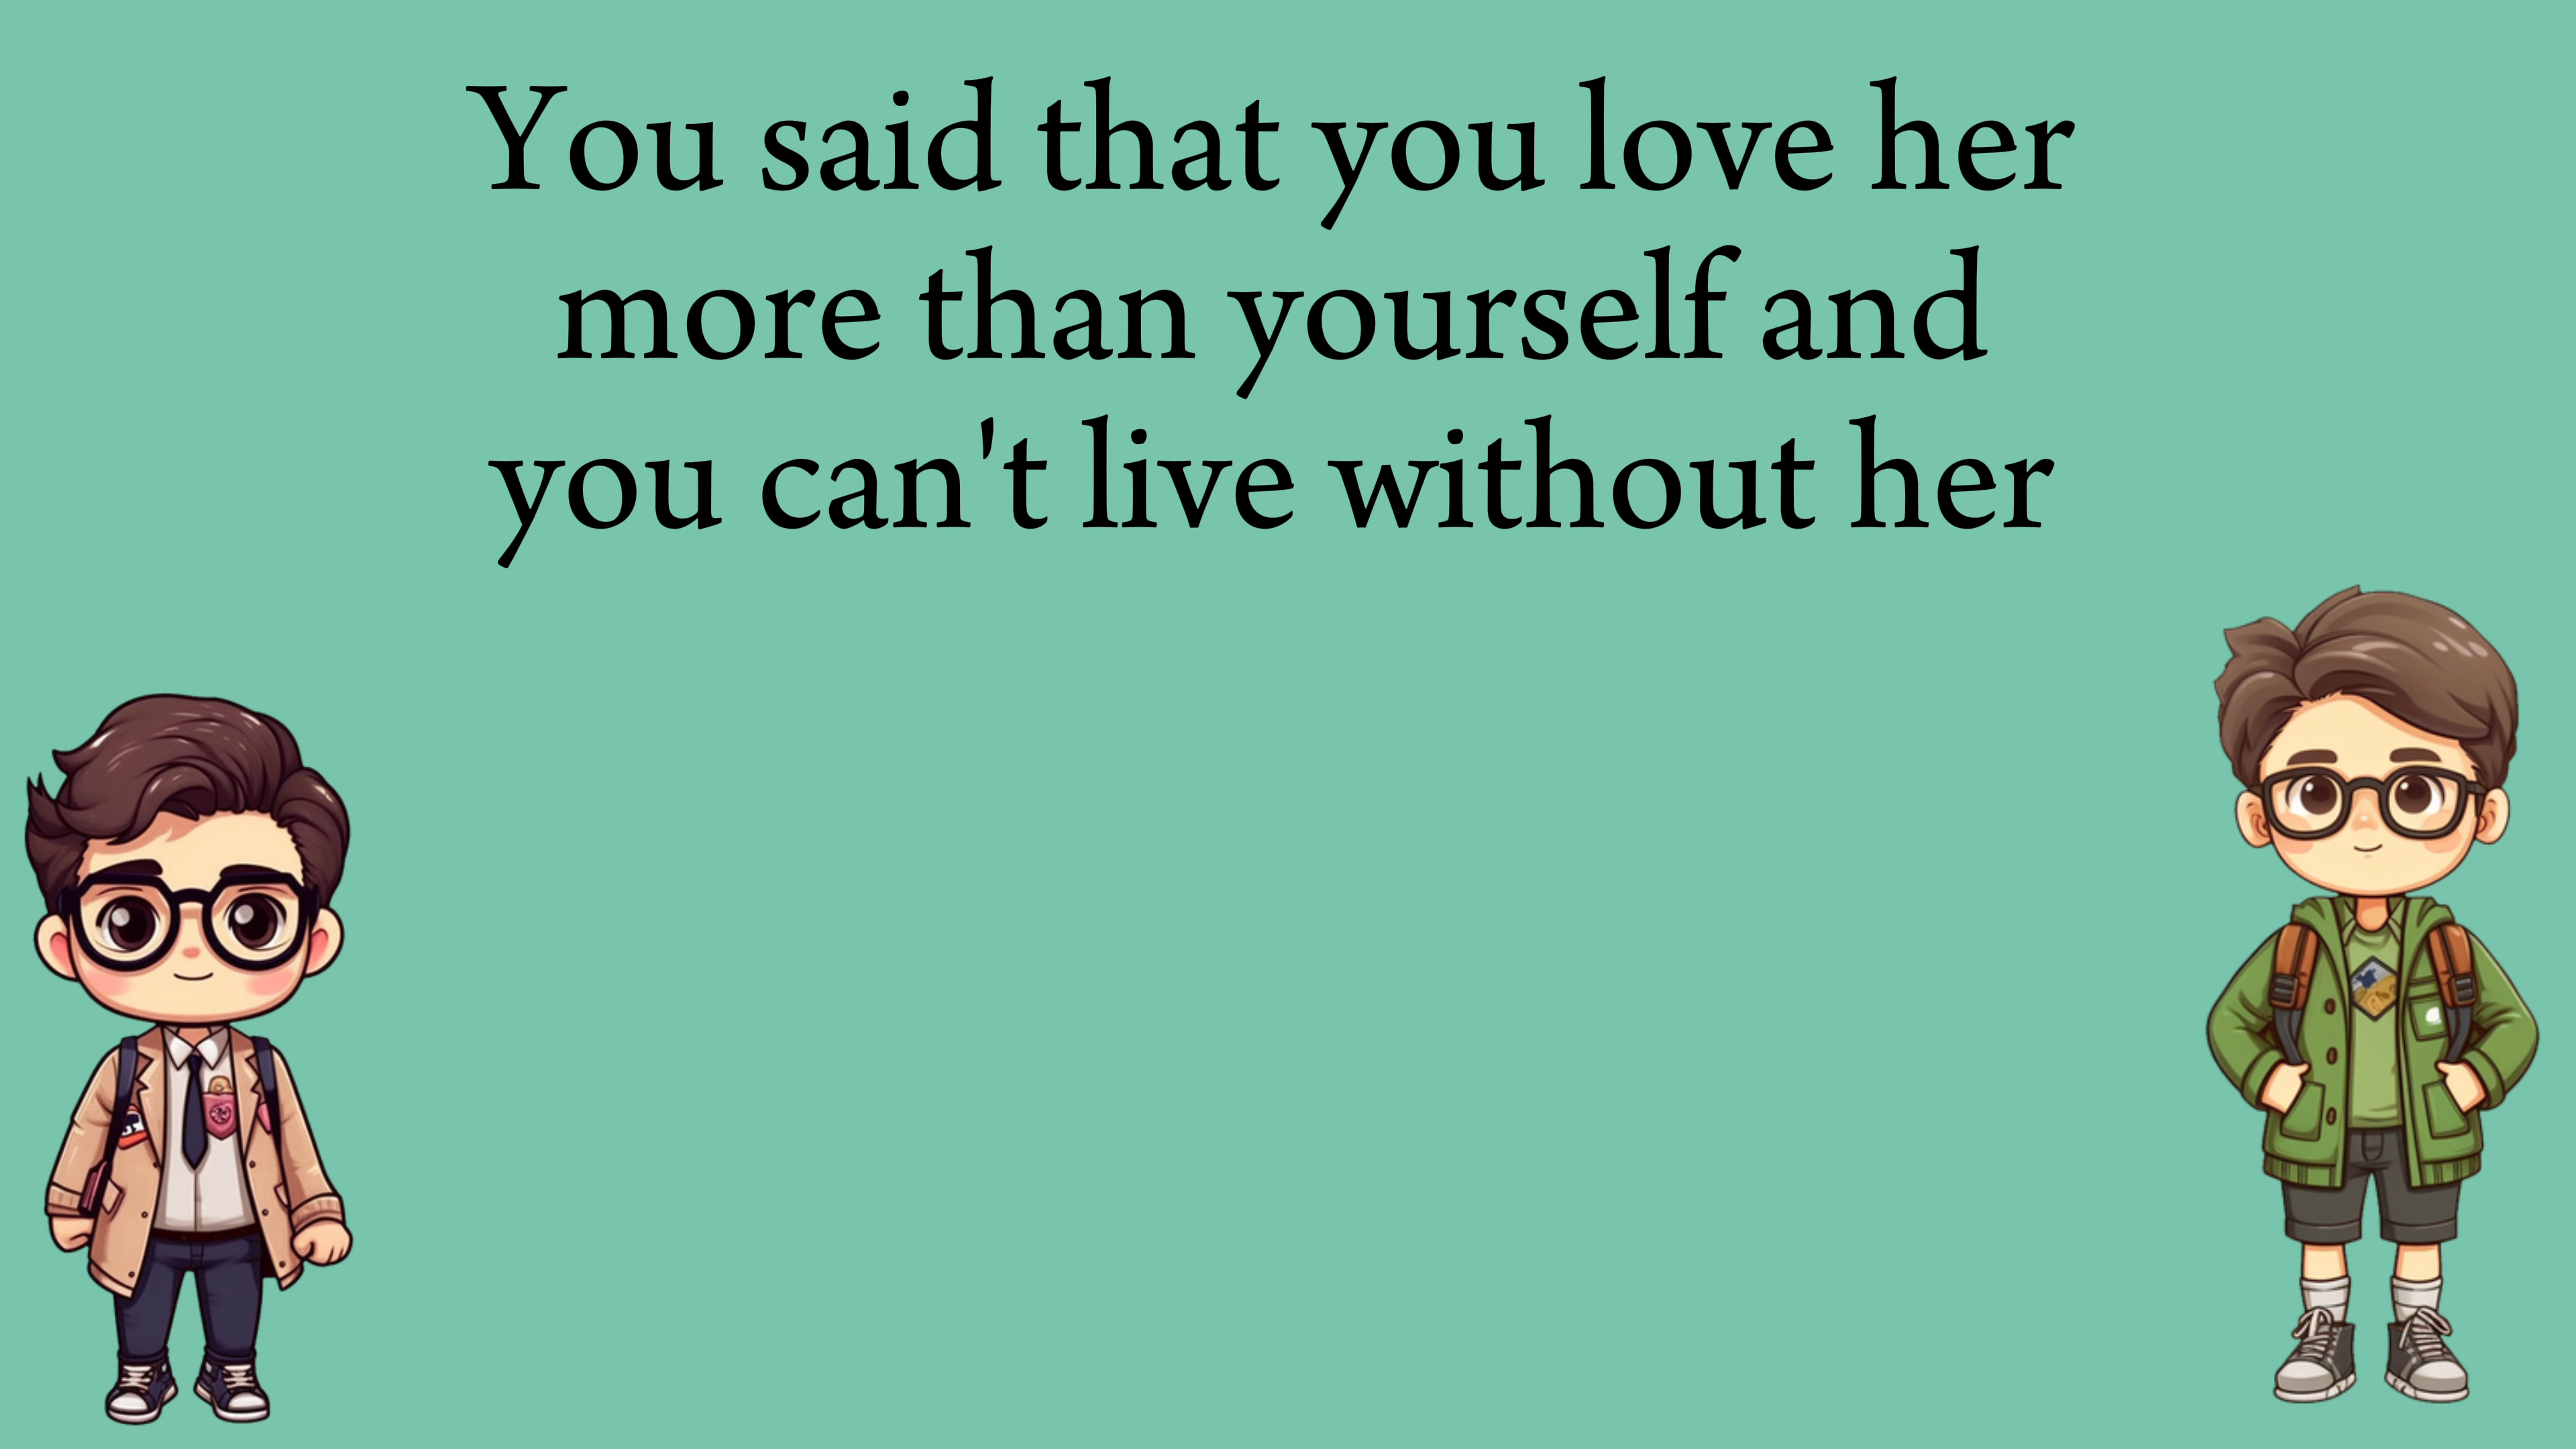 You said that you love her
more than yourself and
you can't live without her